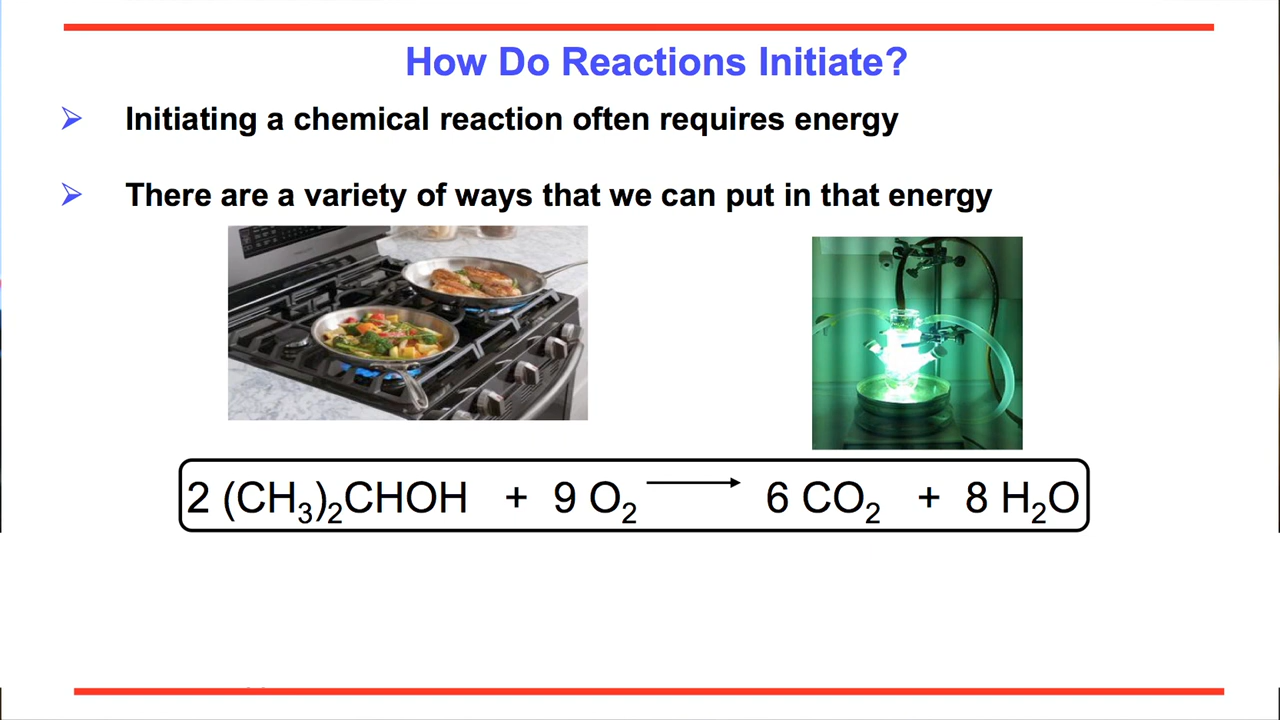 How Do Reactions Initiate?
Initiating a chemical reaction often requires energy
There are a variety of ways that we can put in that energy
2 (CH₃)₂CHOH + 9 O₂ → 6 CO₂ + 8 H₂O